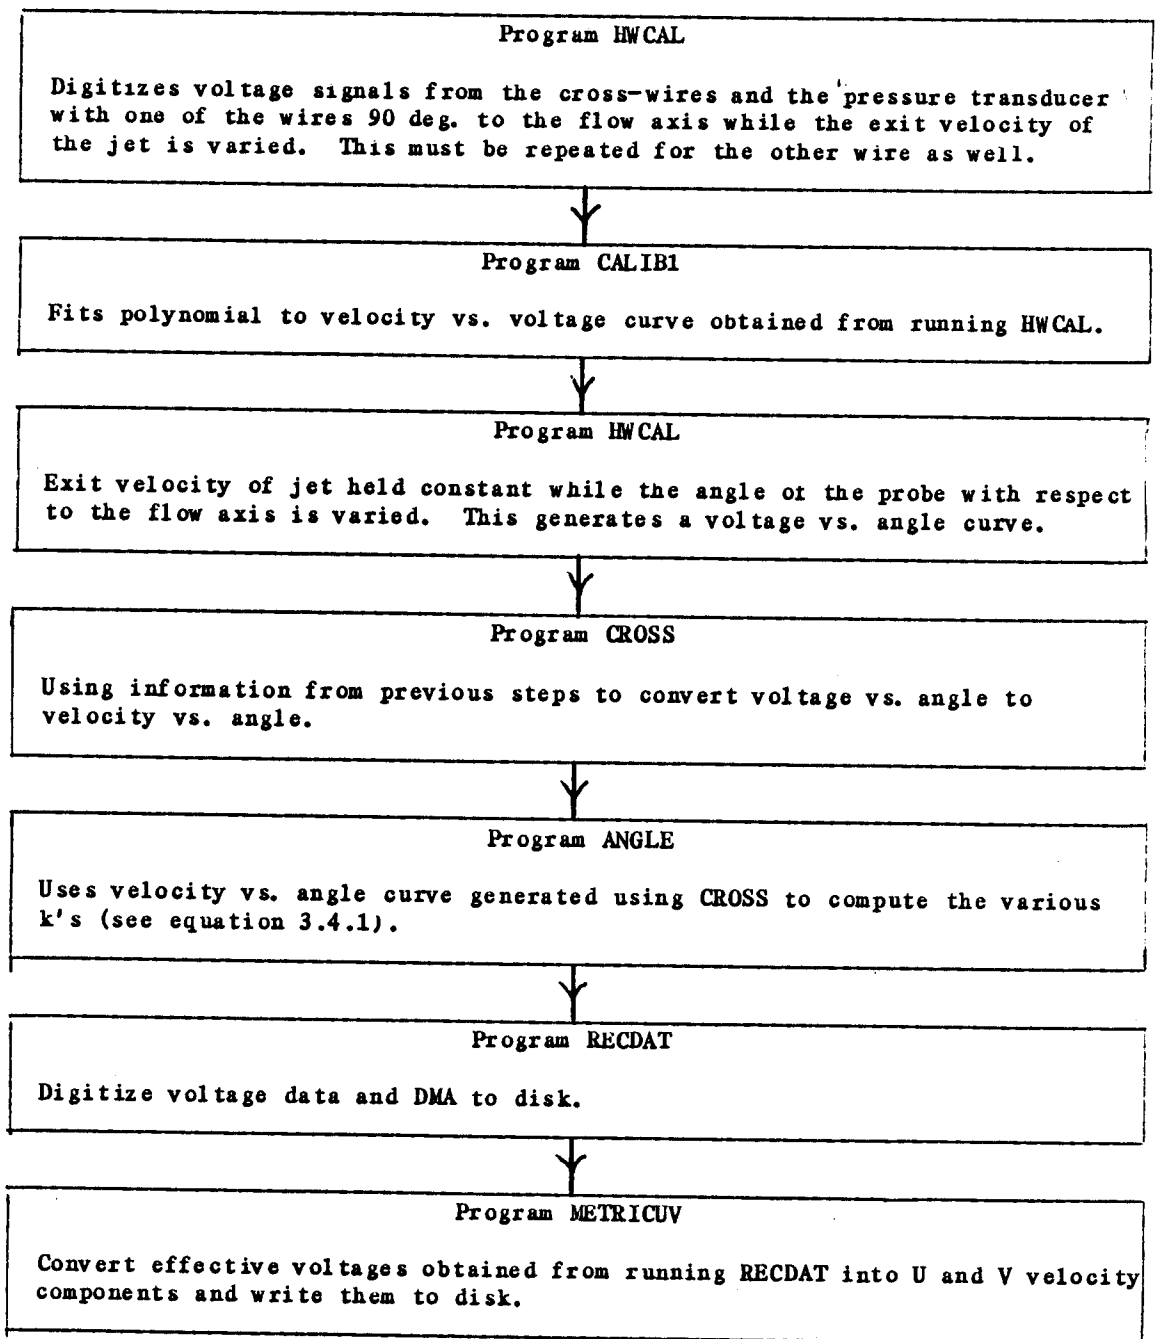 Program HWCAL
Digitizes voltage signals from the cross-wires and the pressure transducer
with one of the wires 90 deg. to the flow axis while the exit velocity of
the jet is varied. This must be repeated for the other wire as well.
Program CALIB1
Fits polynomial to velocity vs. voltage curve obtained from running HWCAL.
Program HWCAL
Exit velocity of jet held constant while the angle of the probe with respect
to the flow axis is varied. This generates a voltage vs. angle curve.
Program CROSS
Using information from previous steps to convert voltage vs. angle to
velocity vs. angle.
Program ANGLE
Uses velocity vs. angle curve generated using CROSS to compute the various
k's (see equation 3.4.1).
Program RECDAT
Digitize voltage data and DMA to disk.
Program METRICUV
Convert effective voltages obtained from running RECDAT into U and V velocity
components and write them to disk.